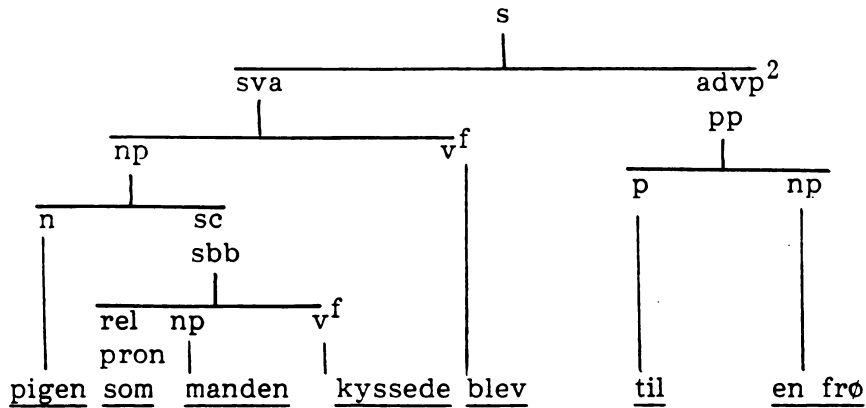 s
sva advp²
pp
np vᶠ
p np
n sc
sbb
rel np vᶠ
pron
pigen som manden kyssede blev til en frø